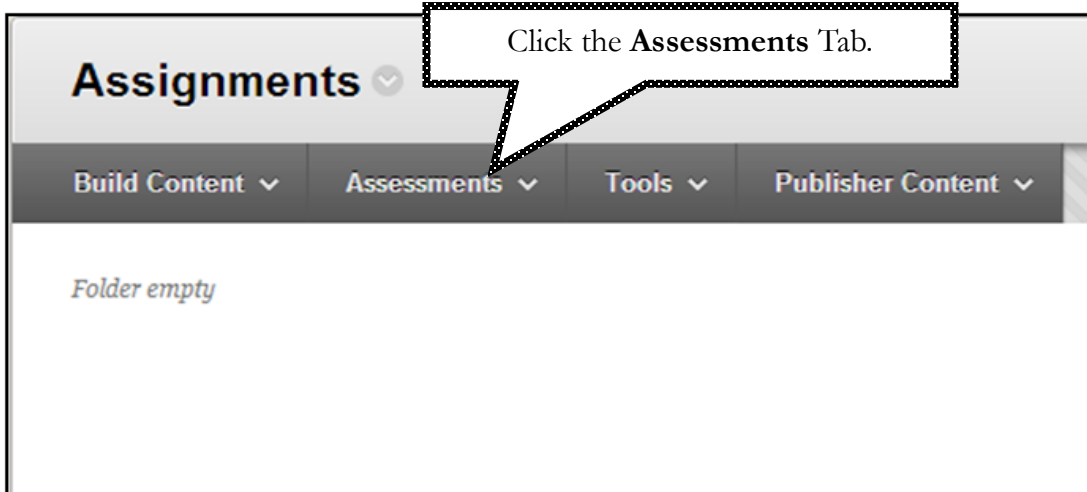 Click the Assessments Tab.
Assignments
Build Content Assessments Tools Publisher Content
Folder empty